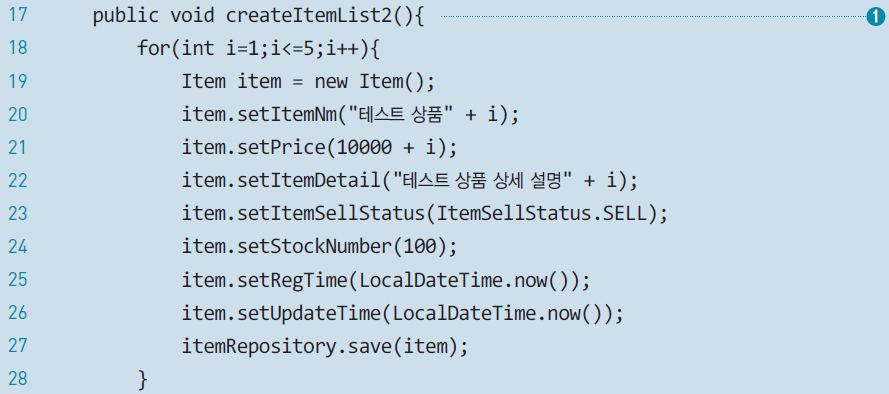 17 public void createItemList2(){ 1
18 for(int i=1;i<=5;i++){
19 Item item = new Item();
20 item.setItemNm("테스트 상품" + i);
21 item.setPrice(10000 + i);
22 item.setItemDetail("테스트 상품 상세 설명" + i);
23 item.setItemSellStatus(ItemSellStatus.SELL);
24 item.setStockNumber(100);
25 item.setRegTime(LocalDateTime.now());
26 item.setUpdateTime(LocalDateTime.now());
27 itemRepository.save(item);
28 }